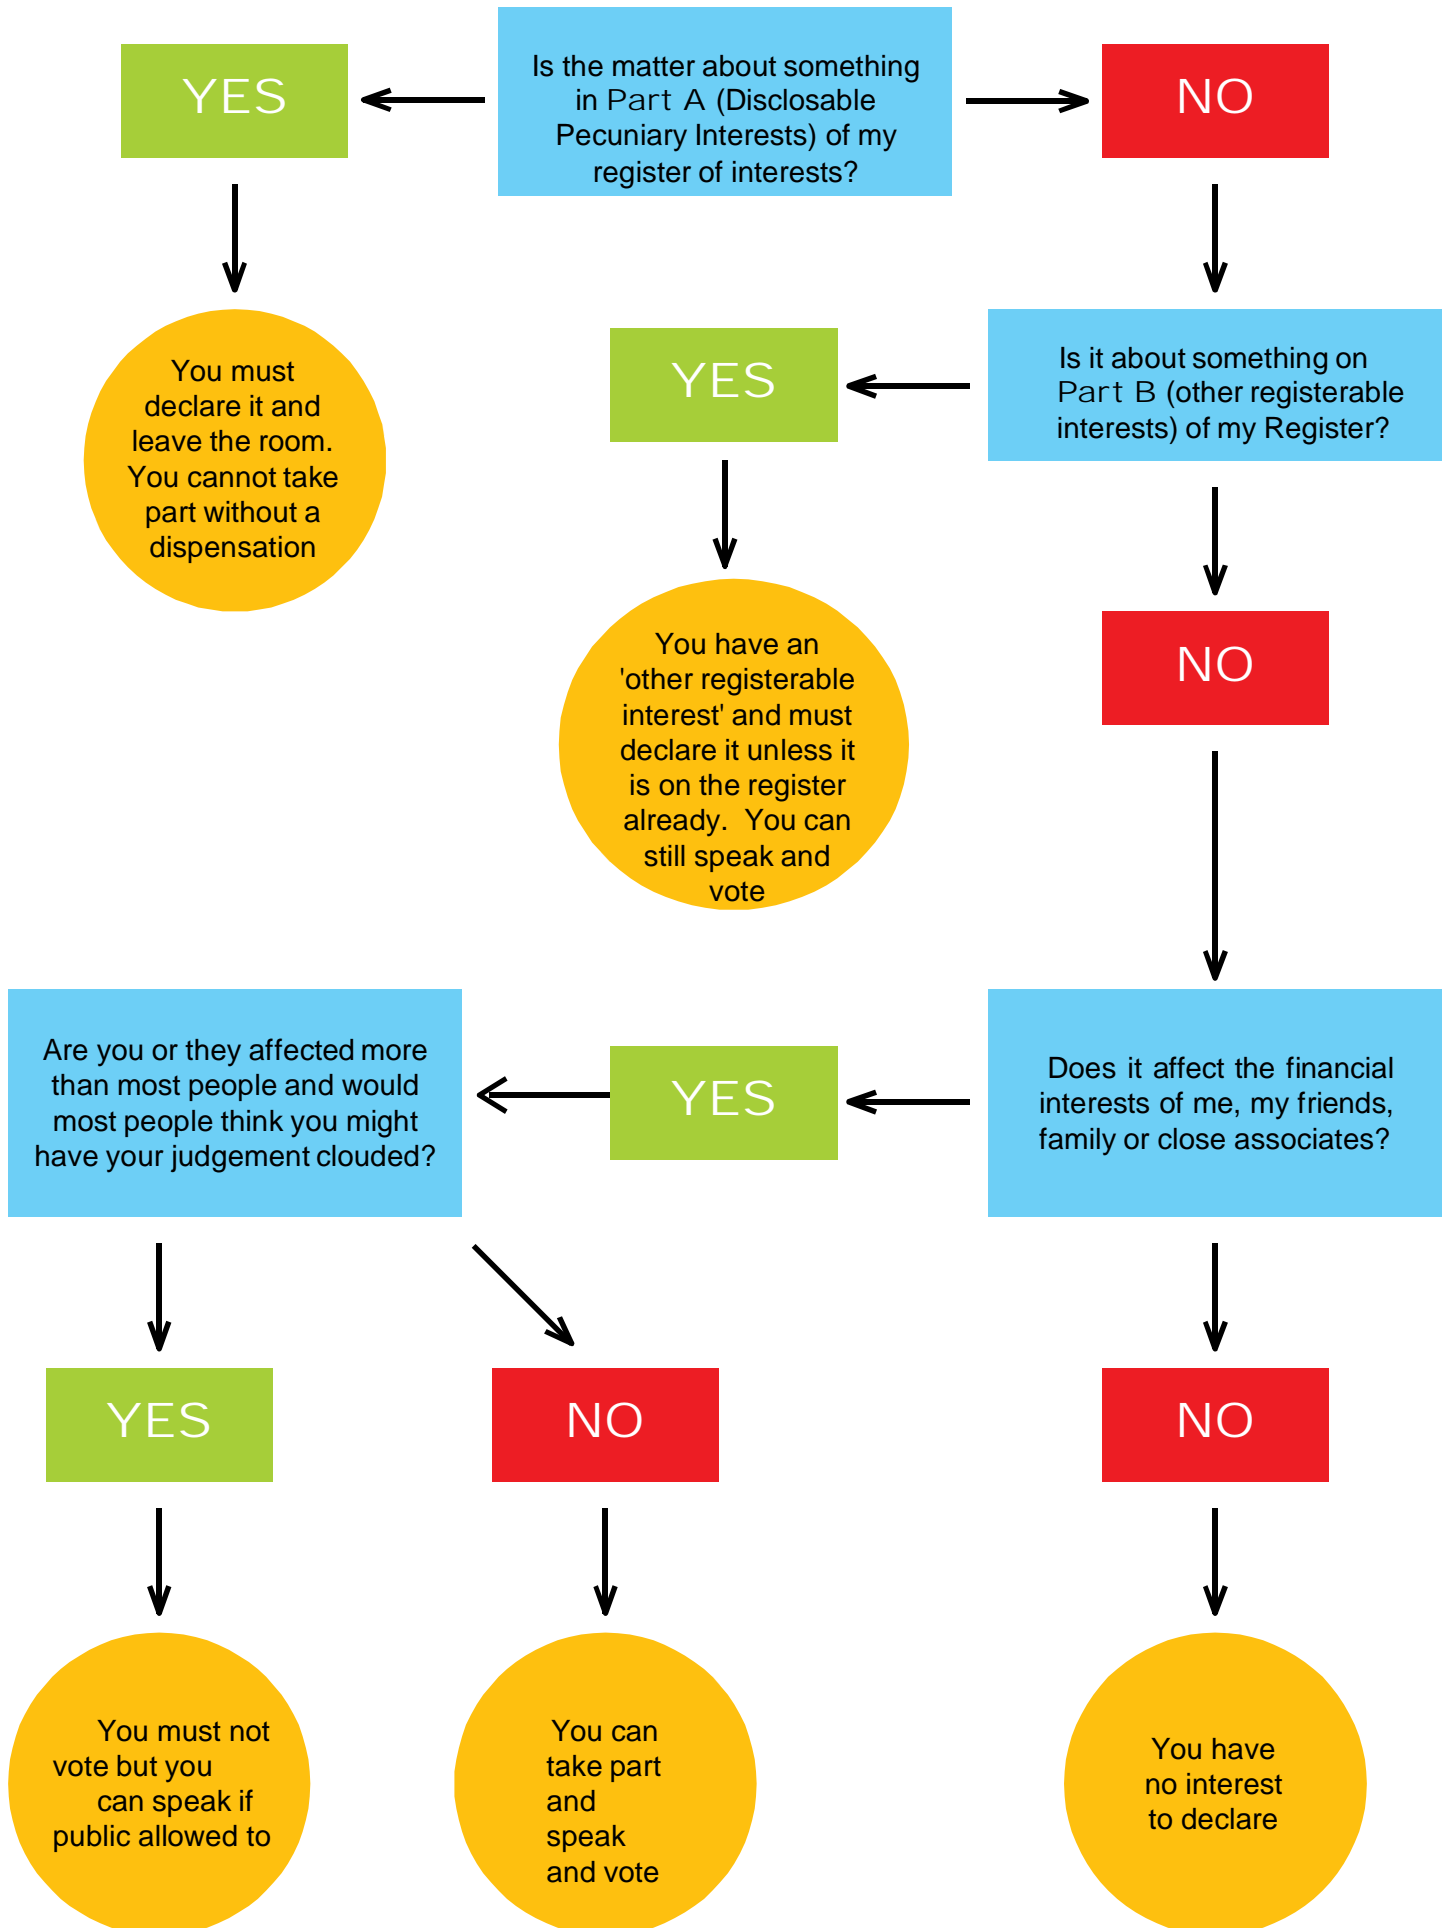 Is the matter about something
in Part A (Disclosable
Pecuniary Interests) of my
register of interests?
YES
NO
You must
declare it and
leave the room.
You cannot take
part without a
dispensation
Is it about something on
Part B (other registerable
interests) of my Register?
YES
You have an
'other registerable
interest' and must
declare it unless it
is on the register
already. You can
still speak and
vote
NO
Does it affect the financial
interests of me, my friends,
family or close associates?
YES
Are you or they affected more
than most people and would
most people think you might
have your judgement clouded?
YES
NO
NO
You must not
vote but you
can speak if
public allowed to
You can
take part
and
speak
and vote
You have
no interest
to declare